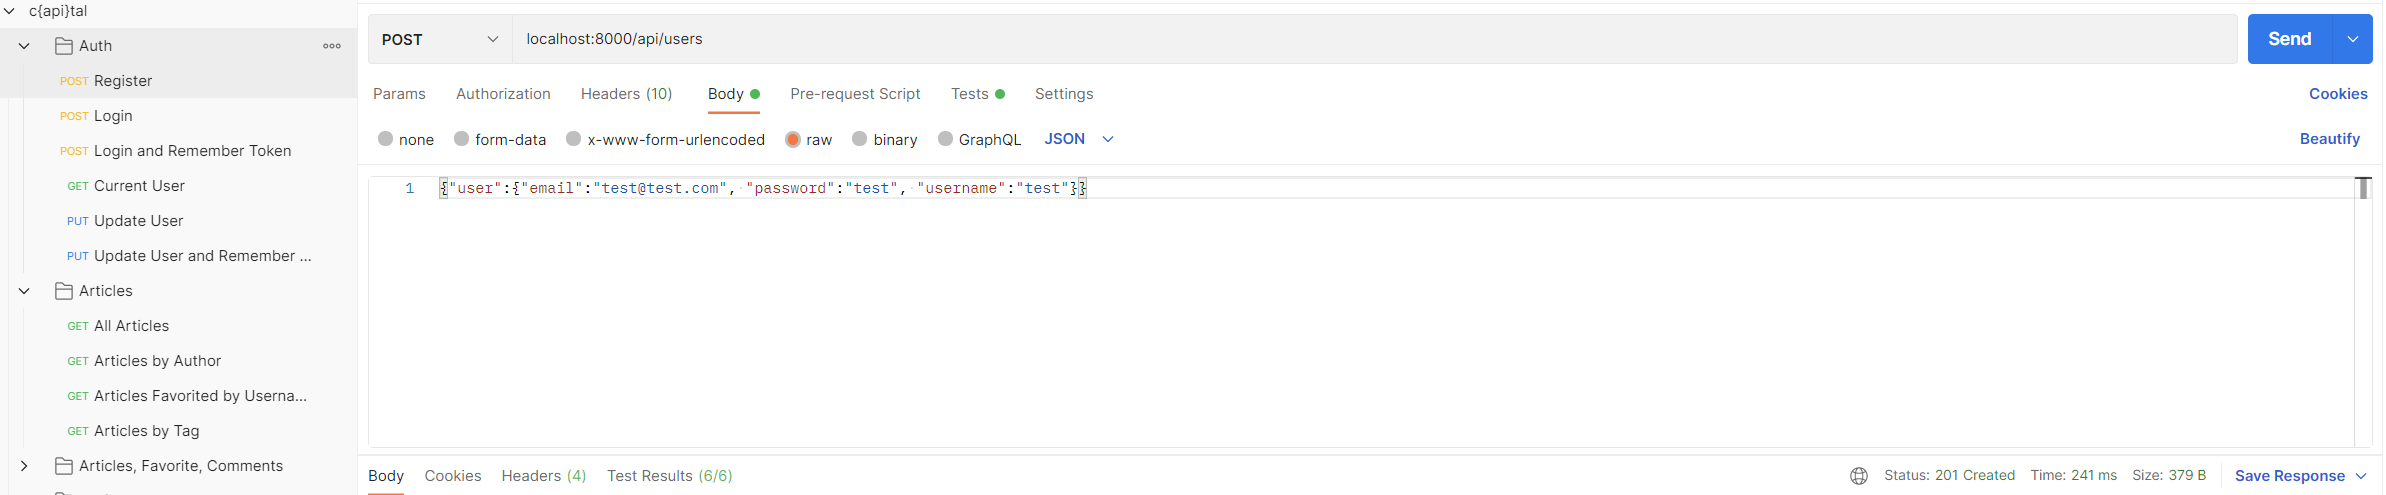 c{api}tal
Auth
POST Register
POST Login
POST Login and Remember Token
GET Current User
PUT Update User
PUT Update User and Remember ...
Articles
GET All Articles
GET Articles by Author
GET Articles Favorited by Userna...
GET Articles by Tag
Articles, Favorite, Comments
POST localhost:8000/api/users Send
Params Authorization Headers (10) Body Pre-request Script Tests Settings Cookies
none form-data x-www-form-urlencoded raw binary GraphQL JSON Beautify
1 {"user":{"email":"test@test.com", "password":"test", "username":"test"}}
Body Cookies Headers (4) Test Results (6/6) Status: 201 Created Time: 241 ms Size: 379 B Save Response